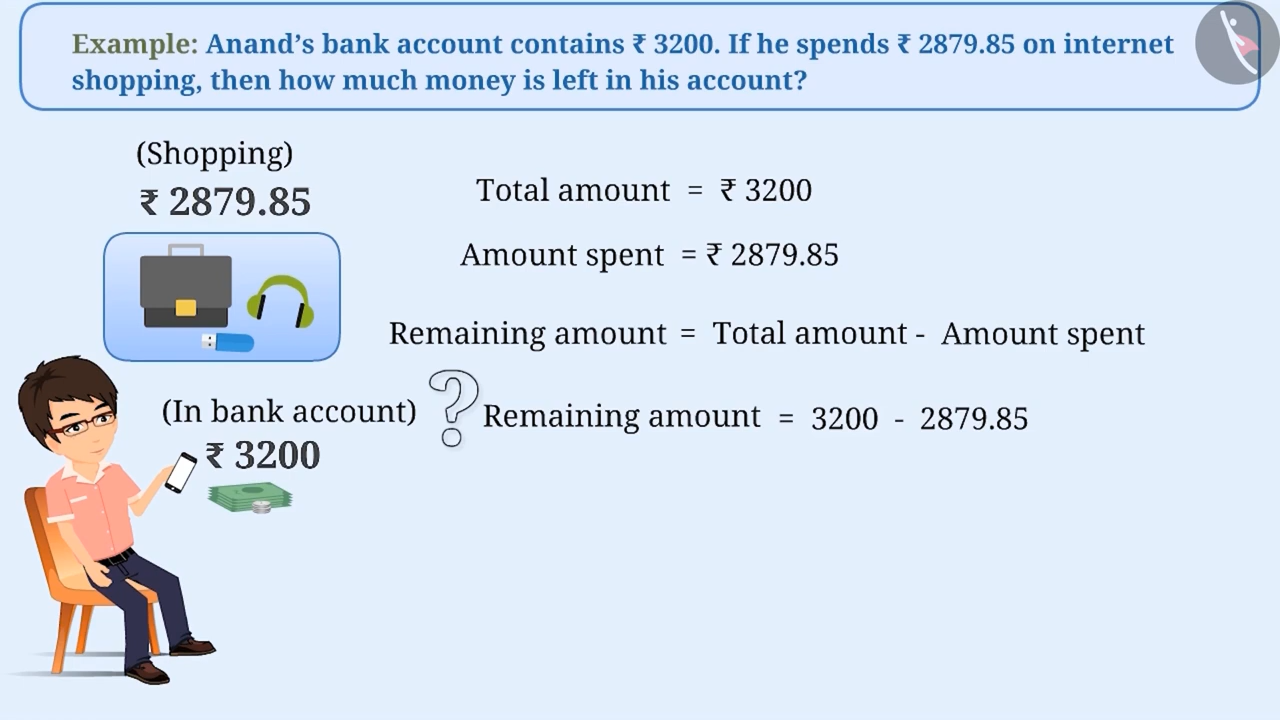 Example: Anand’s bank account contains ₹ 3200. If he spends ₹ 2879.85 on internet
shopping, then how much money is left in his account?
(Shopping)
₹ 2879.85
Total amount = ₹ 3200
Amount spent = ₹ 2879.85
Remaining amount = Total amount - Amount spent
(In bank account)
₹ 3200
? Remaining amount = 3200 - 2879.85